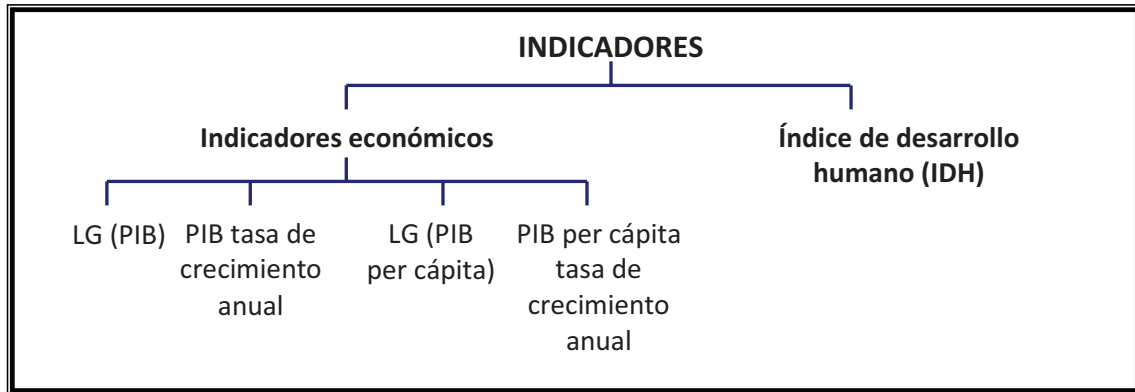 INDICADORES
Indicadores económicos
Índice de desarrollo
humano (IDH)
LG (PIB)
PIB tasa de
crecimiento
anual
LG (PIB
per cápita)
PIB per cápita
tasa de
crecimiento
anual